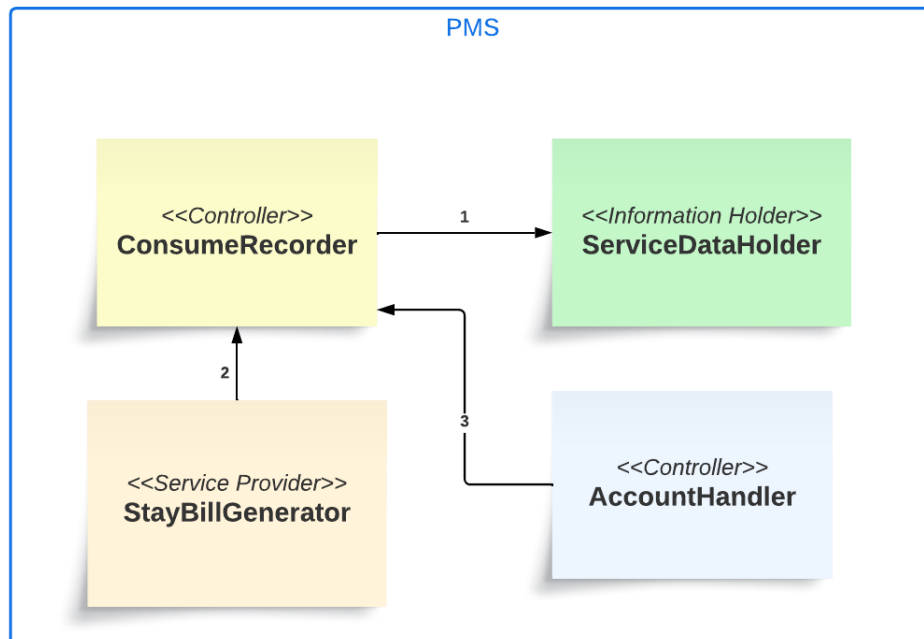 PMS
<<Controller>>
ConsumeRecorder
1
<<Information Holder>>
ServiceDataHolder
2
3
<<Service Provider>>
StayBillGenerator
<<Controller>>
AccountHandler